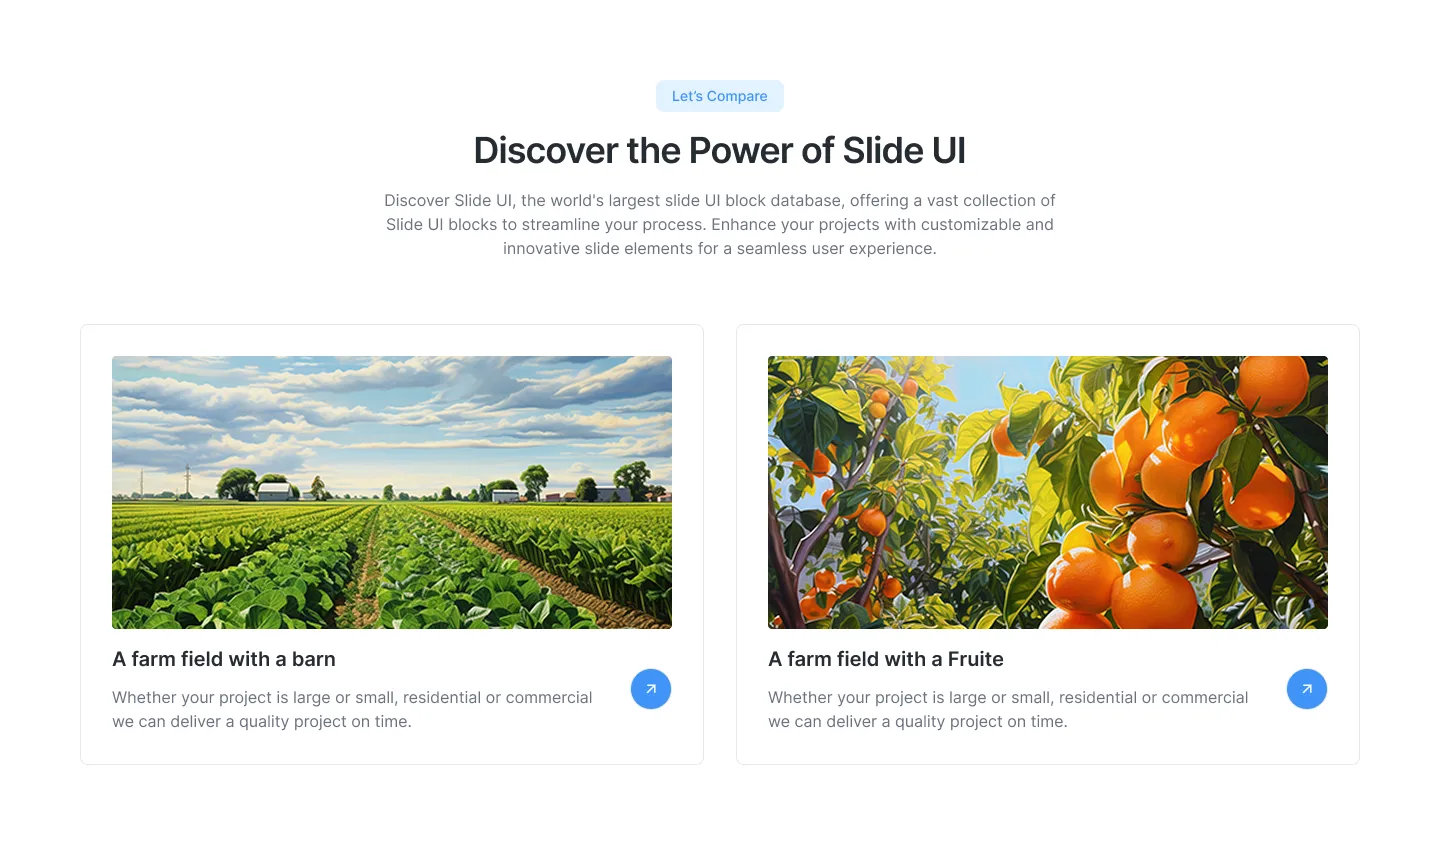 Let’s Compare
Discover the Power of Slide UI
Discover Slide UI, the world's largest slide UI block database, offering a vast collection of
Slide UI blocks to streamline your process. Enhance your projects with customizable and
innovative slide elements for a seamless user experience.
A farm field with a barn
Whether your project is large or small, residential or commercial
we can deliver a quality project on time.
A farm field with a Fruite
Whether your project is large or small, residential or commercial
we can deliver a quality project on time.